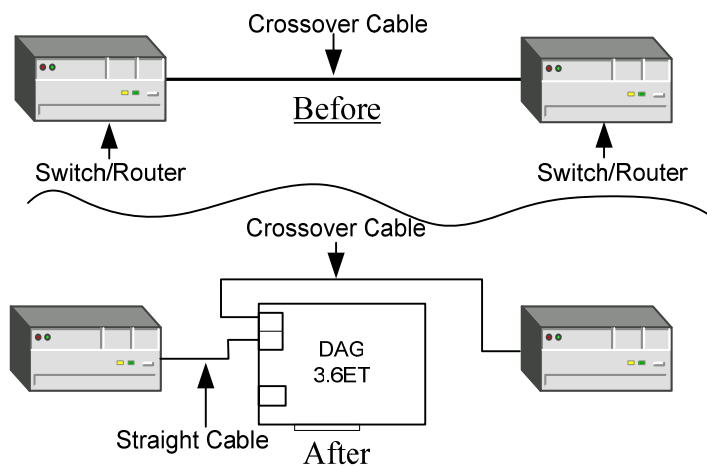 Crossover Cable
Before
Switch/Router
Switch/Router
Crossover Cable
DAG
3.6ET
Straight Cable
After